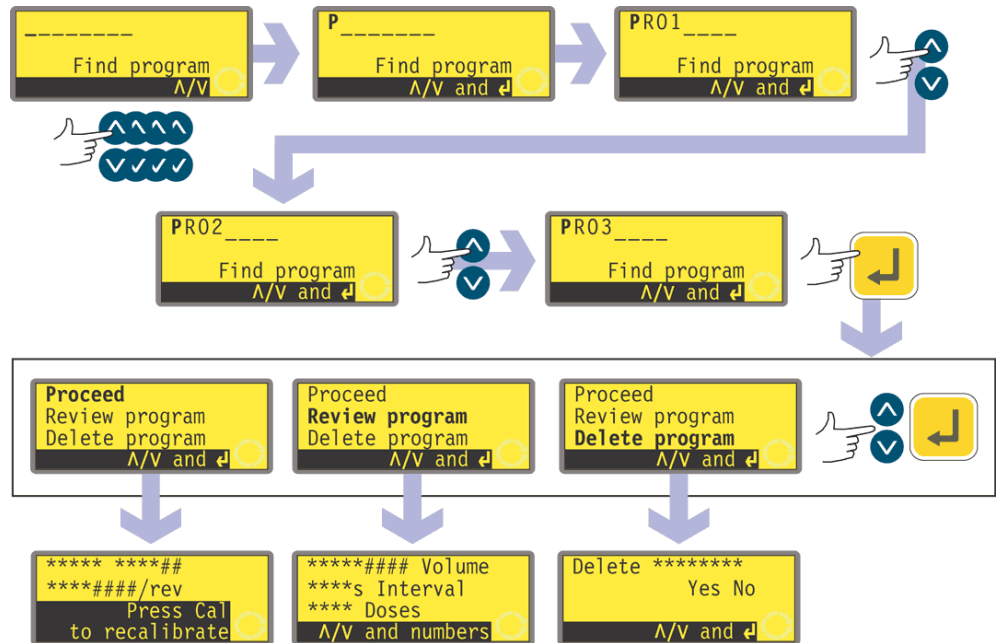 _________
Find program
Λ/V
P_______
Find program
Λ/V and ↲
PRO1____
Find program
Λ/V and ↲
PRO2____
Find program
Λ/V and ↲
PRO3____
Find program
Λ/V and ↲
Proceed
Review program
Delete program
Λ/V and ↲
Proceed
Review program
Delete program
Λ/V and ↲
Proceed
Review program
Delete program
Λ/V and ↲
***** ****##
****####/rev
Press Cal
to recalibrate
*****#### Volume
****s Interval
**** Doses
Λ/V and numbers
Delete ********
Yes No
Λ/V and ↲